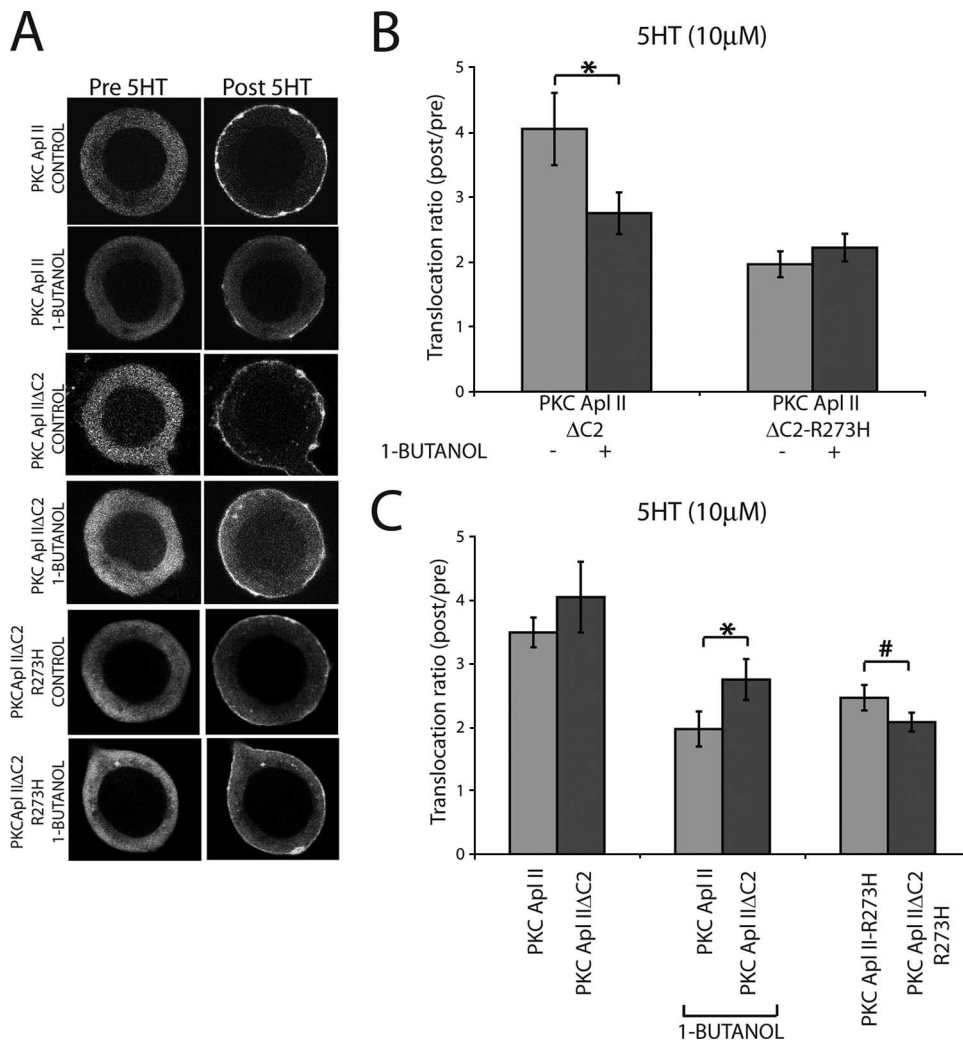 A
Pre 5HT Post 5HT
PKC Apl II
CONTROL
PKC Apl II
1-BUTANOL
PKC Apl IIΔC2
CONTROL
PKC Apl IIΔC2
1-BUTANOL
PKCApl IIΔC2
R273H
CONTROL
PKCApl IIΔC2
R273H
1-BUTANOL
B
5HT (10µM)
Translocation ratio (post/pre)
5
4
3
2
1
0
*
PKC Apl II
ΔC2
PKC Apl II
ΔC2-R273H
1-BUTANOL - + - +
C
5HT (10µM)
Translocation ratio (post/pre)
5
4
3
2
1
0
*
#
PKC Apl II
PKC Apl IIΔC2
PKC Apl II
PKC Apl IIΔC2
1-BUTANOL
PKC Apl II-R273H
PKC Apl IIΔC2
R273H